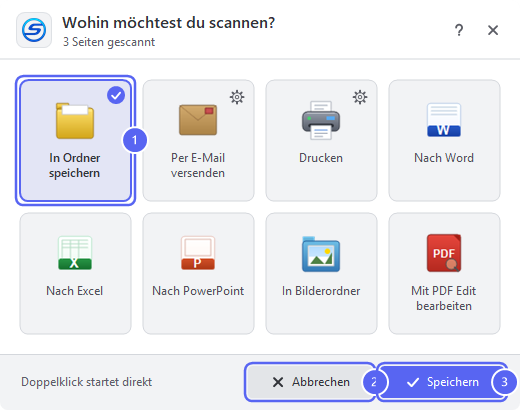 Wohin möchtest du scannen?
3 Seiten gescannt
?
In Ordner
speichern
1
Per E-Mail
versenden
Drucken
W
Nach Word
X
Nach Excel
P
Nach PowerPoint
In Bilderordner
PDF
Mit PDF Edit
bearbeiten
Doppelklick startet direkt
Abbrechen
2
Speichern
3